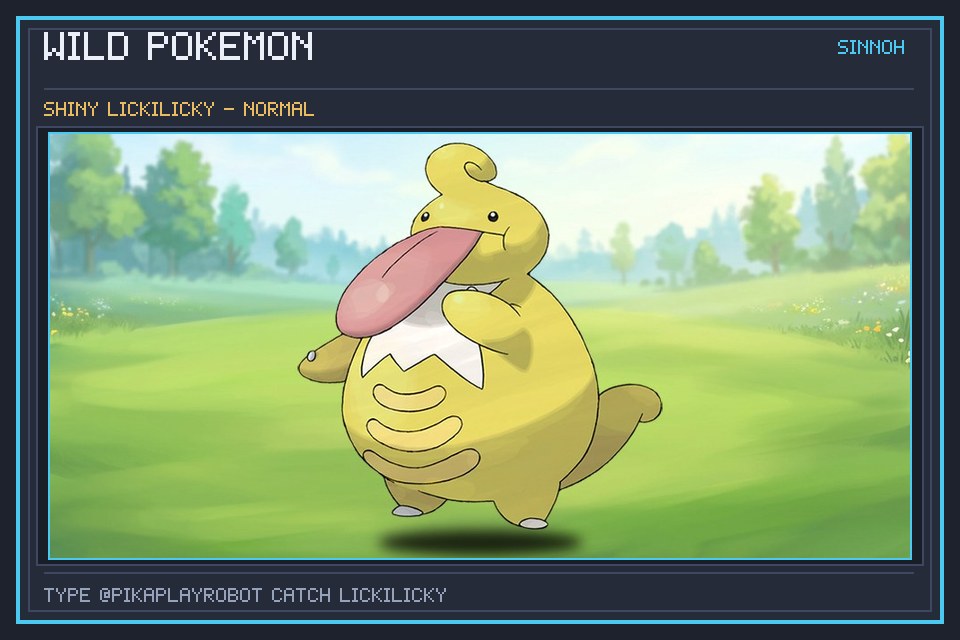 WILD POKEMON
SINNOH
SHINY LICKILICKY - NORMAL
TYPE @PIKAPLAYROBOT CATCH LICKILICKY